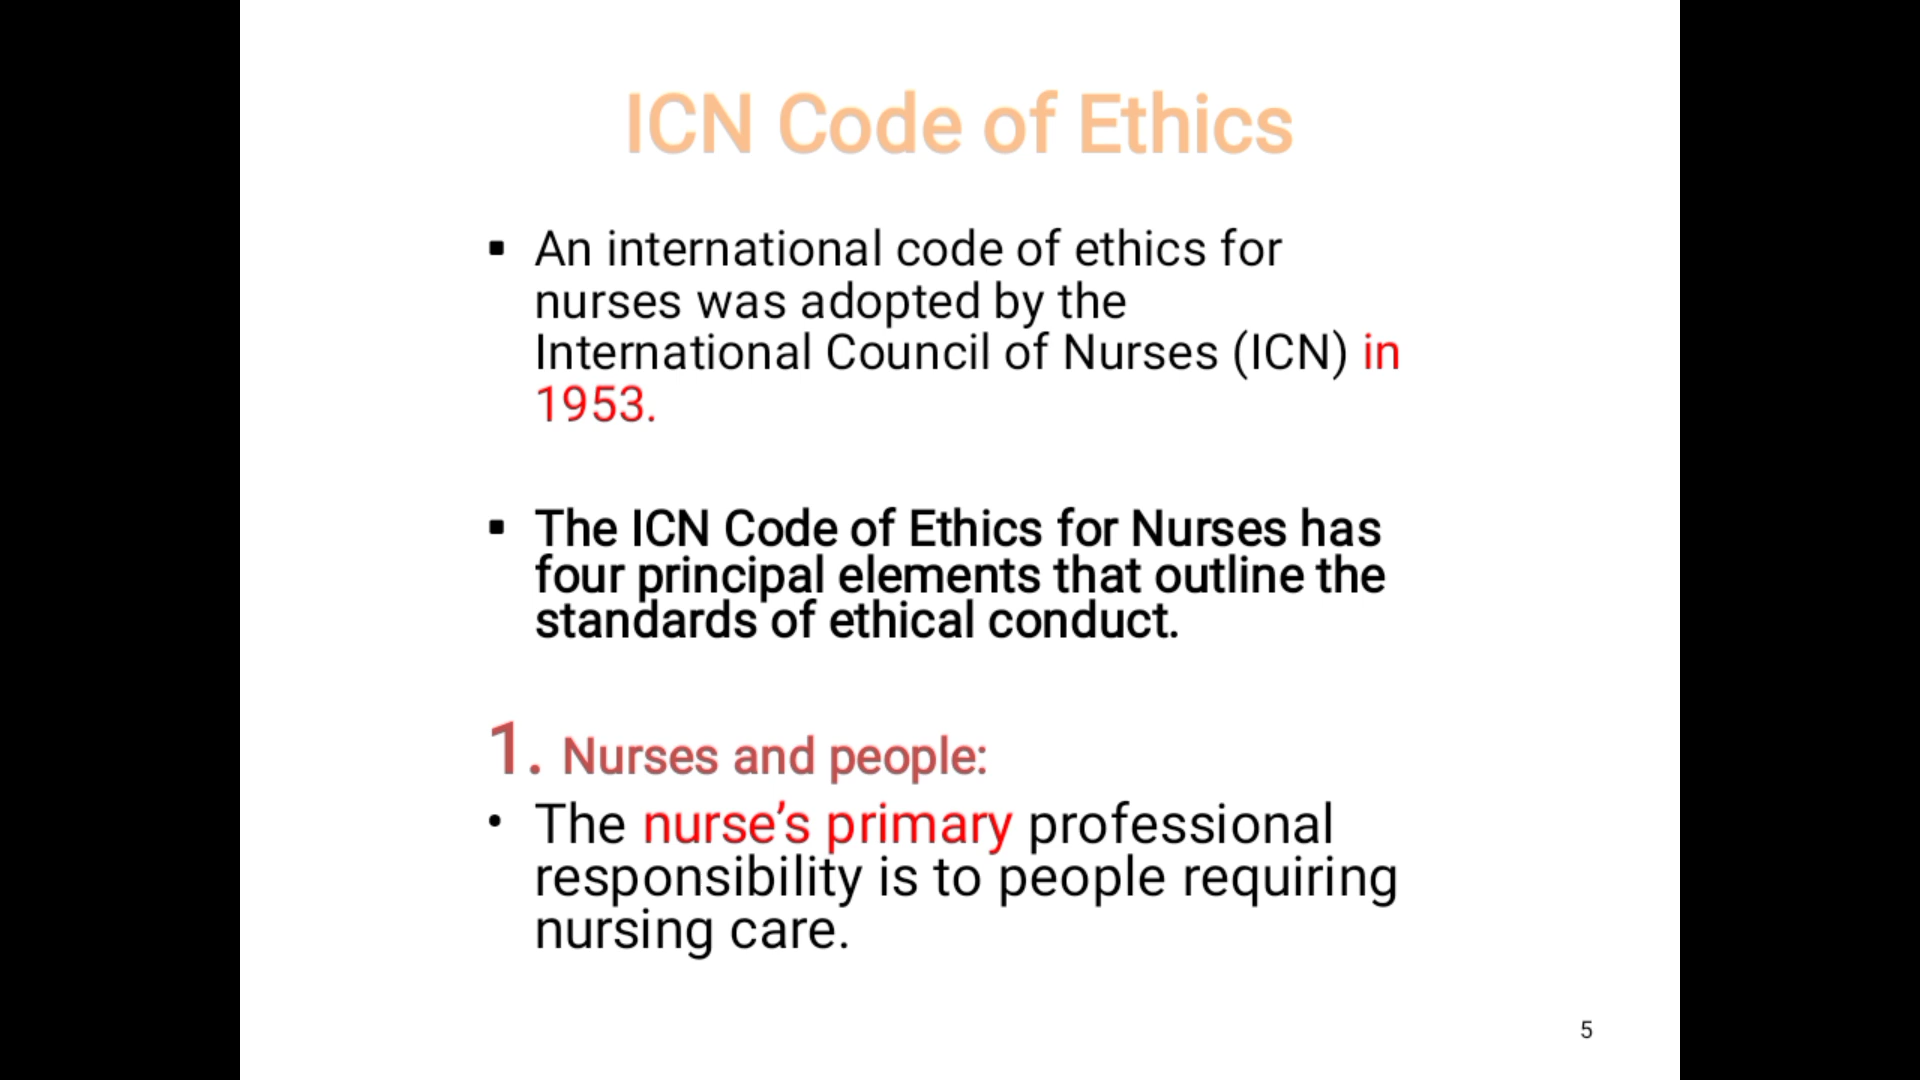 ICN Code of Ethics
▪ An international code of ethics for
nurses was adopted by the
International Council of Nurses (ICN) in
1953.
▪ The ICN Code of Ethics for Nurses has
four principal elements that outline the
standards of ethical conduct.
1. Nurses and people:
• The nurse’s primary professional
responsibility is to people requiring
nursing care.
5